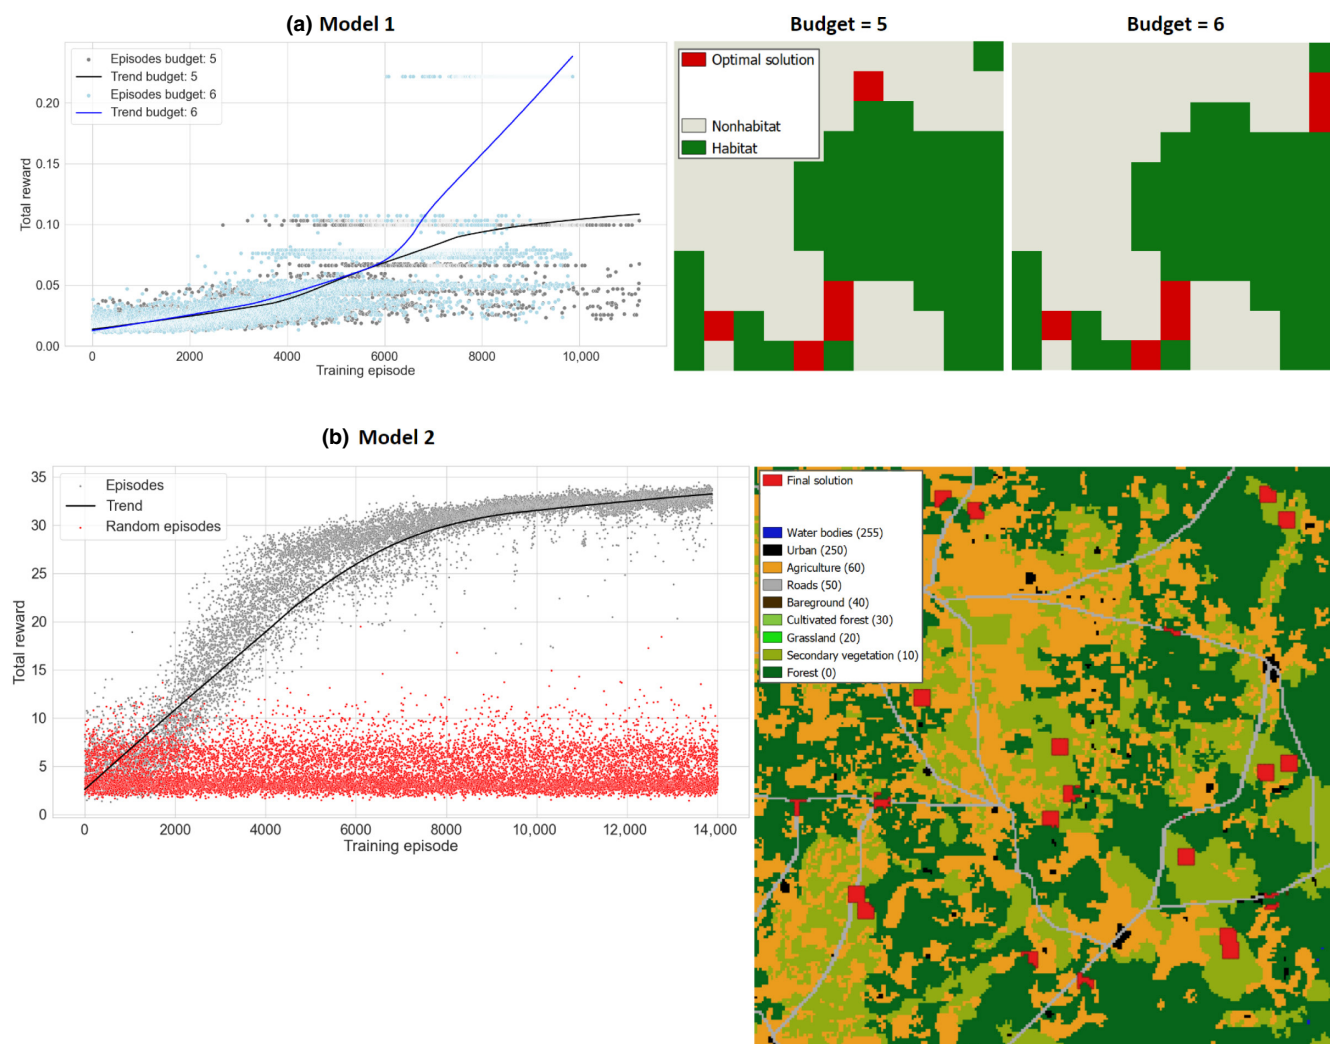 (a) Model 1
Budget = 5
Budget = 6
Episodes budget: 5
Trend budget: 5
Episodes budget: 6
Trend budget: 6
0.20
0.15
0.10
0.05
0.00
Total reward
0 2000 4000 6000 8000 10,000
Training episode
Optimal solution
Nonhabitat
Habitat
(b) Model 2
Episodes
Trend
Random episodes
35
30
25
20
15
10
5
0
Total reward
0 2000 4000 6000 8000 10,000 12,000 14,000
Training episode
Final solution
Water bodies (255)
Urban (250)
Agriculture (60)
Roads (50)
Bareground (40)
Cultivated forest (30)
Grassland (20)
Secondary vegetation (10)
Forest (0)